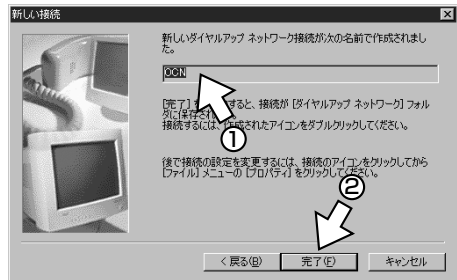 新しい接続
新しいダイヤルアップ ネットワーク接続が次の名前で作成されまし
た。
OCN
[完了] を すると、接続が [ダイヤルアップ ネットワーク] フォル
ダに保存され
接続するには、作成されたアイコンをダブルクリックしてください。
①
後で接続の設定を変更するには、接続のアイコンをクリックしてから
[ファイル] メニューの [プロパティ] をクリックしてください。
②
< 戻る(B)
完了(F)
キャンセル